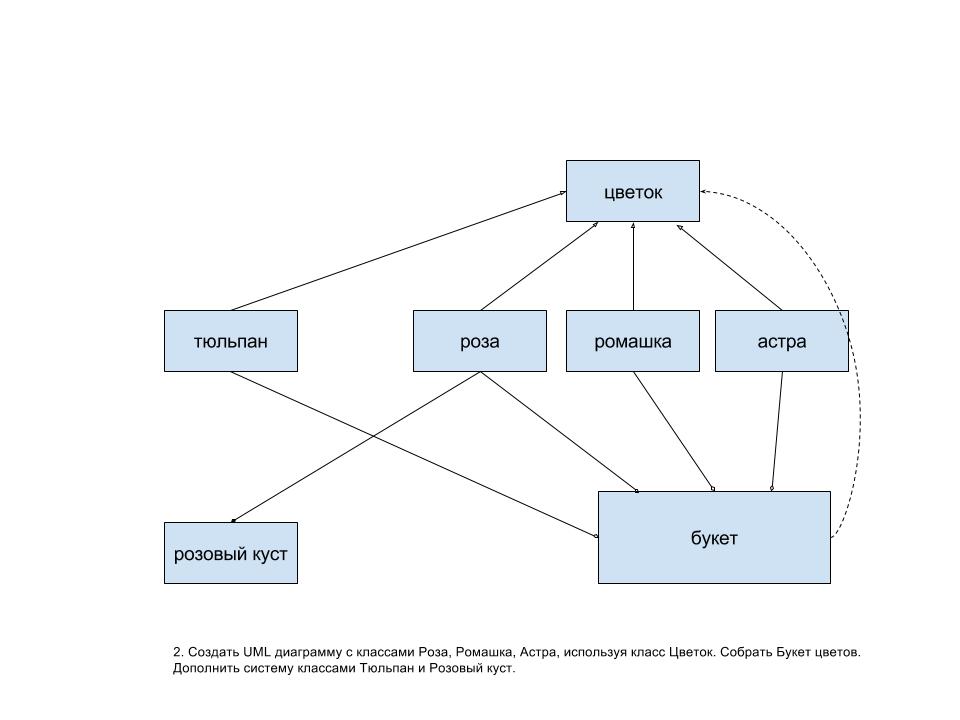 цветок
тюльпан
роза
ромашка
астра
букет
розовый куст
2. Создать UML диаграмму с классами Роза, Ромашка, Астра, используя класс Цветок. Собрать Букет цветов.
Дополнить систему классами Тюльпан и Розовый куст.